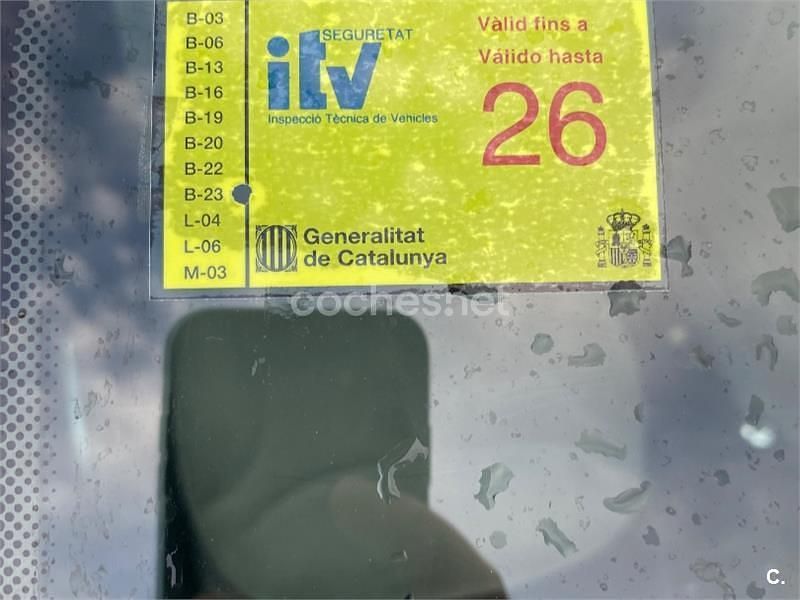 B-03
B-06
B-13
B-16
B-19
B-20
B-22
B-23
L-04
L-06
M-03
SEGURETAT
itv
Inspecció Tècnica de Vehicles
Vàlid fins a
Válido hasta
26
Generalitat
de Catalunya
coches.net
C.